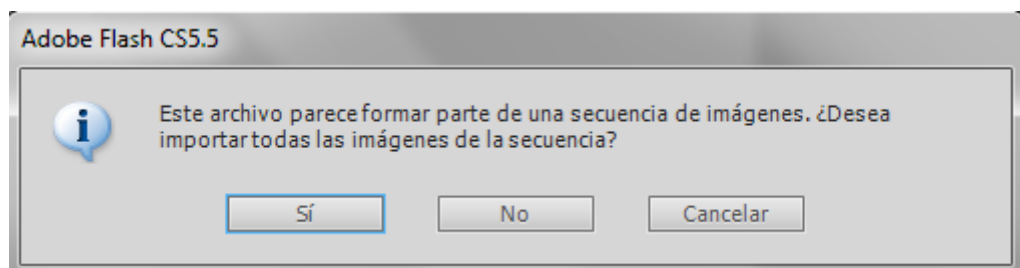 Adobe Flash CS5.5
Este archivo parece formar parte de una secuencia de imágenes. ¿Desea
importar todas las imágenes de la secuencia?
Sí No Cancelar